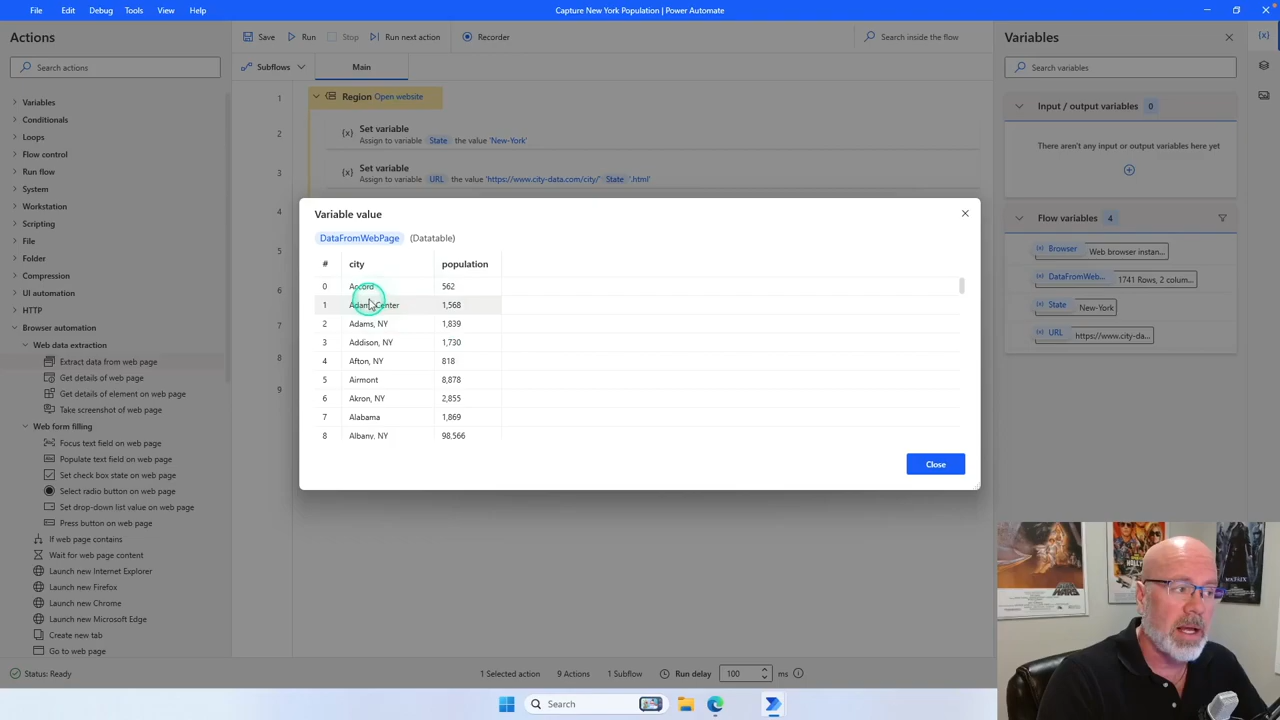 File Edit Debug Tools View Help
Capture New York Population | Power Automate
Actions
Search actions
Variables
Conditionals
Loops
Flow control
Run flow
System
Workstation
Scripting
File
Folder
Compression
UI automation
HTTP
Browser automation
Web data extraction
Extract data from web page
Get details of web page
Get details of element on web page
Take screenshot of web page
Web form filling
Focus text field on web page
Populate text field on web page
Set check box state on web page
Select radio button on web page
Set drop-down list value on web page
Press button on web page
If web page contains
Wait for web page content
Launch new Internet Explorer
Launch new Firefox
Launch new Chrome
Launch new Microsoft Edge
Create new tab
Go to web page
Save Run Stop Run next action Recorder
Search inside the flow
Subflows Main
1 Region Open website
2 Set variable
Assign to variable State the value 'New-York'
3 Set variable
Assign to variable URL the value 'https://www.city-data.com/city/' State '.html'
4
5
6
7
8
9
Variable value
DataFromWebPage (Datatable)
# city population
0 Accord 562
1 Adams Center 1,568
2 Adams, NY 1,839
3 Addison, NY 1,730
4 Afton, NY 818
5 Airmont 8,878
6 Akron, NY 2,855
7 Alabama 1,869
8 Albany, NY 98,566
Close
Variables
{x}
Search variables
Input / output variables 0
There aren't any input or output variables here yet
Flow variables 4
Browser Web browser instan...
DataFromWeb... 1741 Rows, 2 colum...
State New-York
URL https://www.city-da...
Status: Ready
1 Selected action 9 Actions 1 Subflow Run delay 100 ms
Search